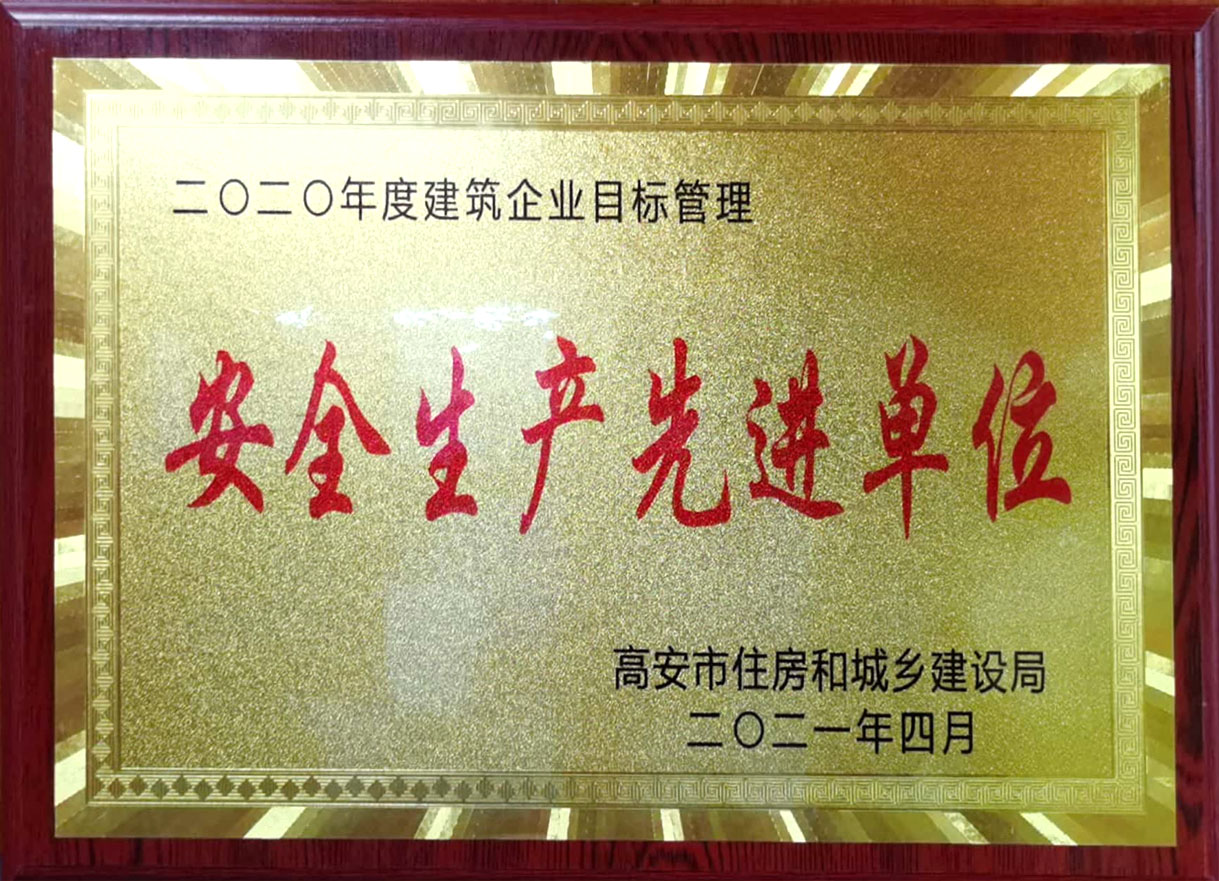 二〇二〇年度建筑企业目标管理
安全生产先进单位
高安市住房和城乡建设局
二〇二一年四月